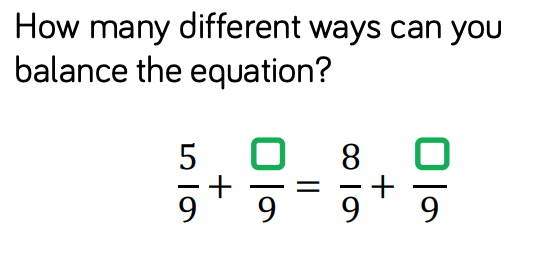 How many different ways can you
balance the equation?
5/9 + □/9 = 8/9 + □/9